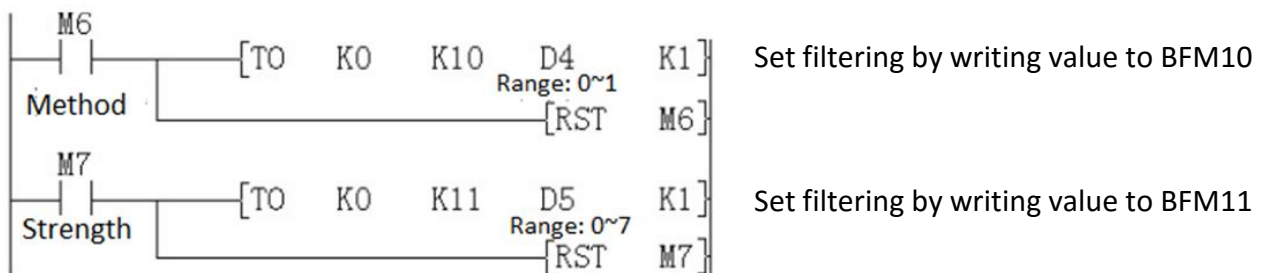 M6
[TO K0 K10 D4 K1] Set filtering by writing value to BFM10
Range: 0~1
Method
[RST M6]
M7
[TO K0 K11 D5 K1] Set filtering by writing value to BFM11
Strength
Range: 0~7
[RST M7]